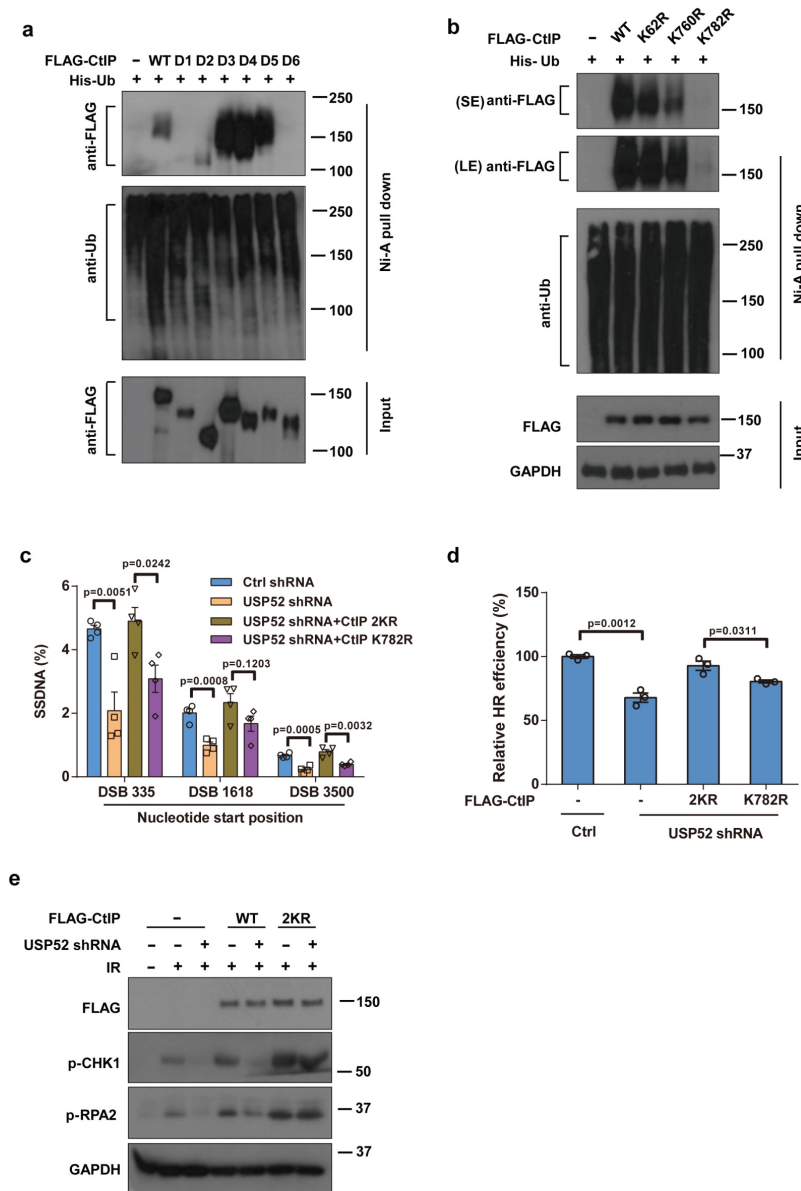 a
FLAG-CtIP – WT D1 D2 D3 D4 D5 D6
His-Ub + + + + + + + +
anti-FLAG
250
150
100
anti-Ub
250
150
100
Ni-A pull down
anti-FLAG
150
100
Input
b
FLAG-CtIP – WT K62R K760R K782R
His- Ub + + + + +
(SE) anti-FLAG
150
(LE) anti-FLAG
150
anti-Ub
250
150
100
Ni-A pull down
FLAG
150
37
GAPDH
Input
c
p=0.0051
p=0.0242
p=0.0008
p=0.1203
p=0.0005
p=0.0032
Ctrl shRNA
USP52 shRNA
USP52 shRNA+CtIP 2KR
USP52 shRNA+CtIP K782R
SSDNA (%)
6
4
2
0
DSB 335 DSB 1618 DSB 3500
Nucleotide start position
d
Relative HR effciency (%)
150
100
50
0
p=0.0012
p=0.0311
FLAG-CtIP - - 2KR K782R
Ctrl USP52 shRNA
e
FLAG-CtIP – WT 2KR
USP52 shRNA – – + – + – +
IR – + + + + + +
FLAG
150
p-CHK1
50
p-RPA2
37
37
GAPDH